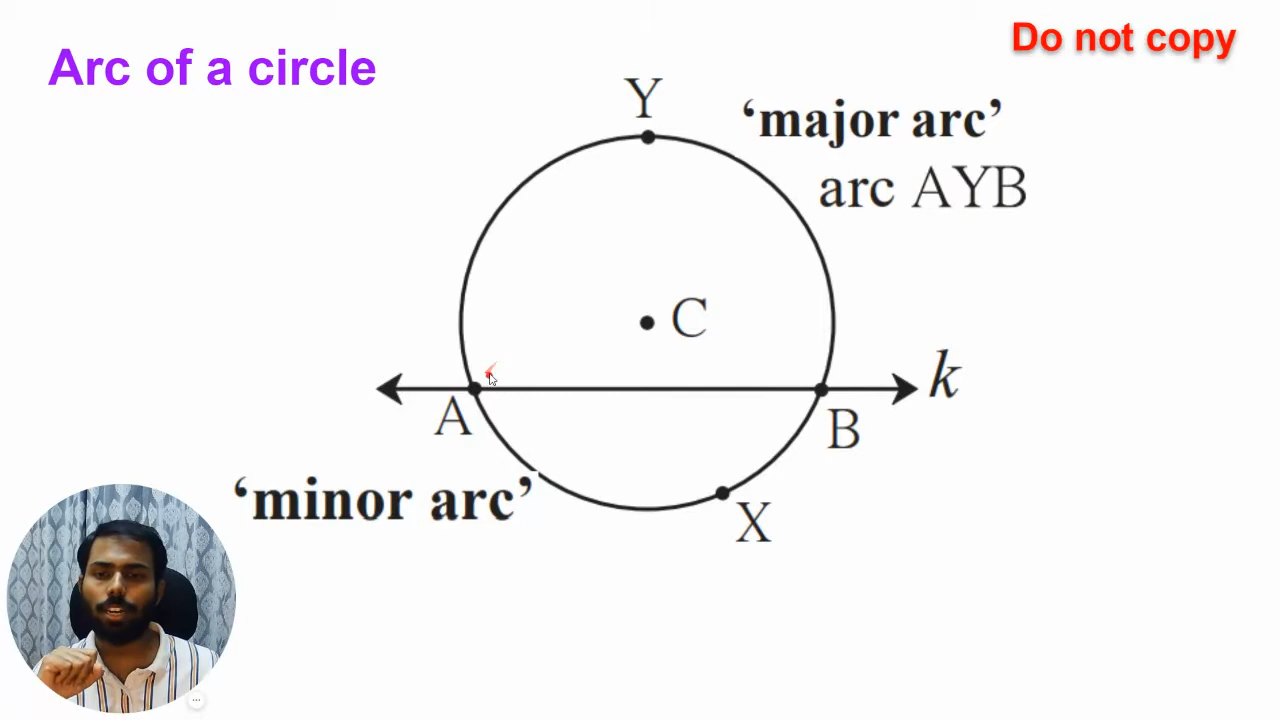 Arc of a circle
Do not copy
Y
‘major arc’
arc AYB
C
k
A
B
‘minor arc’
X